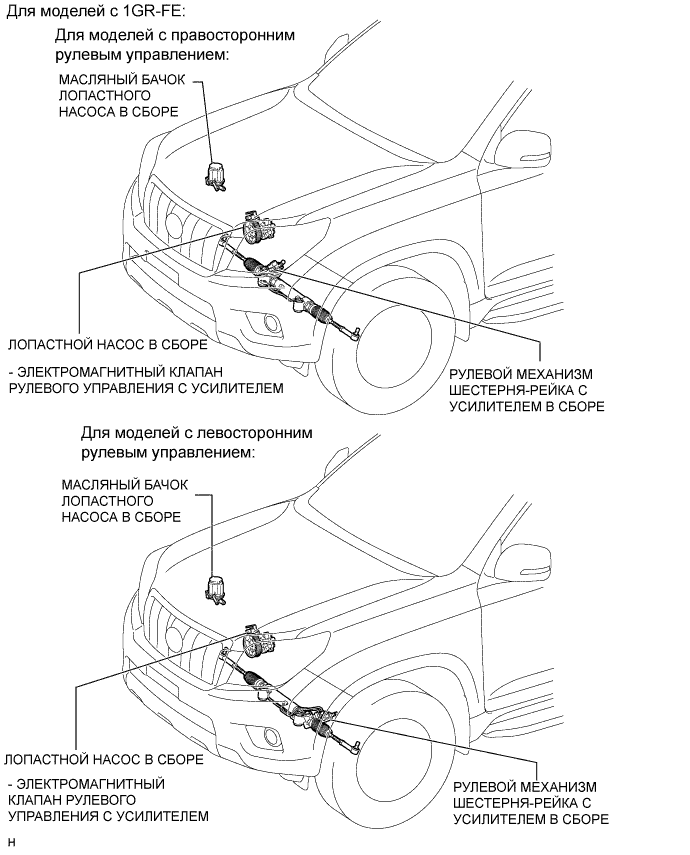 Для моделей с 1GR-FE:
Для моделей с правосторонним
рулевым управлением:
МАСЛЯНЫЙ БАЧОК
ЛОПАСТНОГО
НАСОСА В СБОРЕ
ЛОПАСТНОЙ НАСОС В СБОРЕ
- ЭЛЕКТРОМАГНИТНЫЙ КЛАПАН
РУЛЕВОГО УПРАВЛЕНИЯ С УСИЛИТЕЛЕМ
РУЛЕВОЙ МЕХАНИЗМ
ШЕСТЕРНЯ-РЕЙКА С
УСИЛИТЕЛЕМ В СБОРЕ
Для моделей с левосторонним
рулевым управлением:
МАСЛЯНЫЙ БАЧОК
ЛОПАСТНОГО
НАСОСА В СБОРЕ
ЛОПАСТНОЙ НАСОС В СБОРЕ
- ЭЛЕКТРОМАГНИТНЫЙ
КЛАПАН РУЛЕВОГО
УПРАВЛЕНИЯ С УСИЛИТЕЛЕМ
РУЛЕВОЙ МЕХАНИЗМ
ШЕСТЕРНЯ-РЕЙКА С
УСИЛИТЕЛЕМ В СБОРЕ
Н